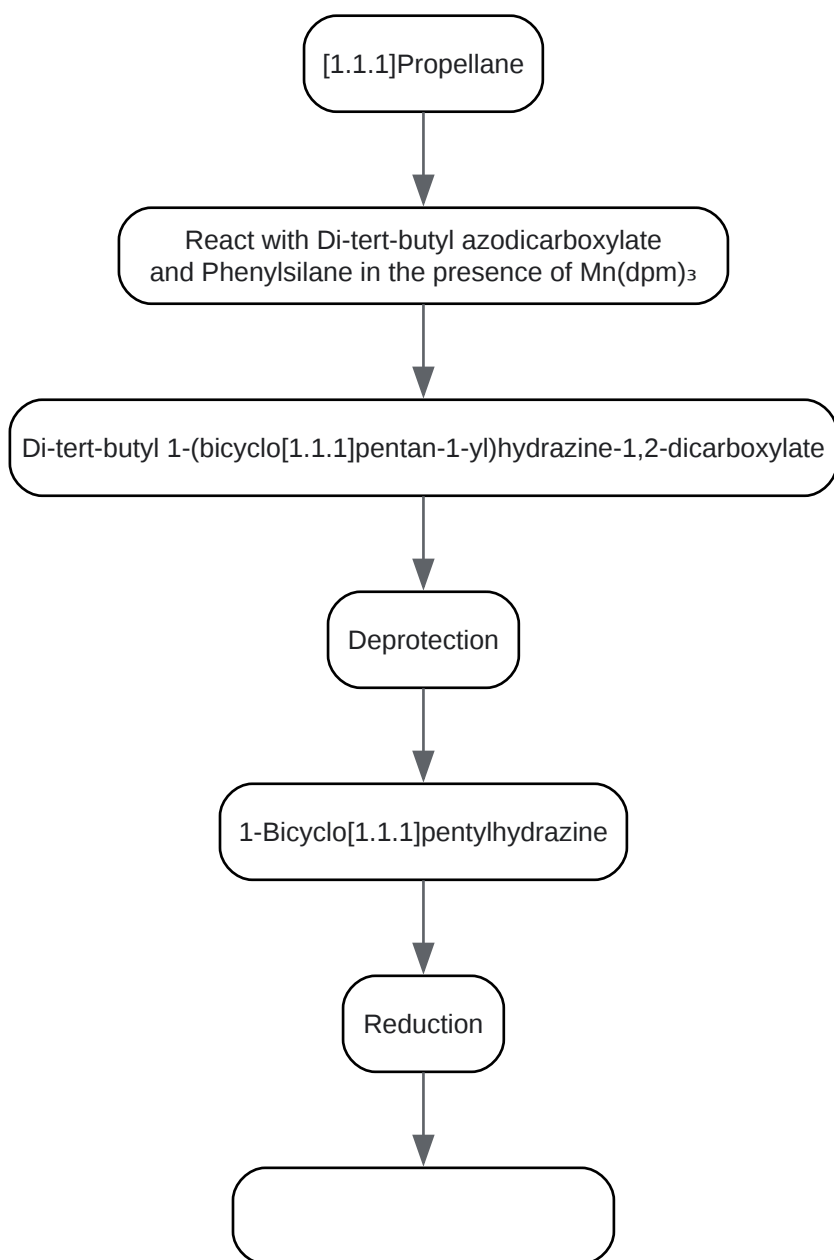 [1.1.1]Propellane
React with Di-tert-butyl azodicarboxylate
and Phenylsilane in the presence of Mn(dpm)₃
Di-tert-butyl 1-(bicyclo[1.1.1]pentan-1-yl)hydrazine-1,2-dicarboxylate
Deprotection
1-Bicyclo[1.1.1]pentylhydrazine
Reduction